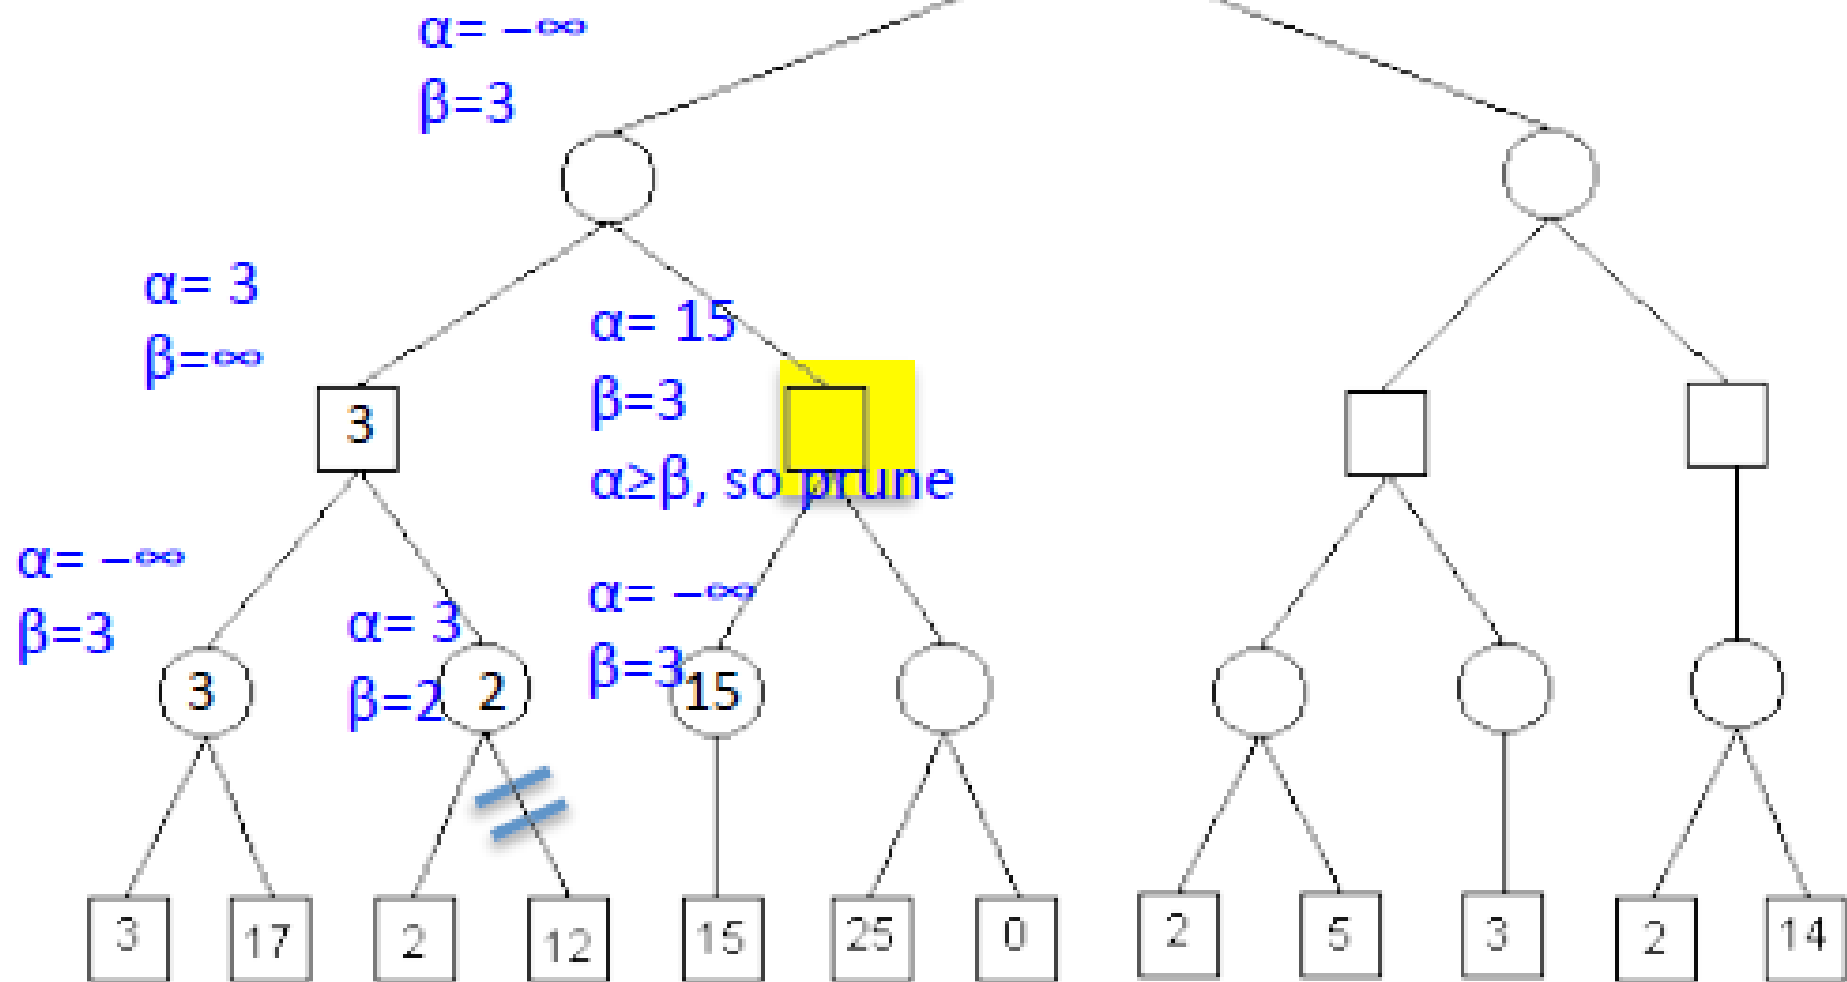 α= −∞
β=3
α= 3
β=∞
α= 15
β=3
3
α≥β, so prune
α= −∞
β=3
α= 3
β=2
α= −∞
β=3
3
2
15
3
17
2
12
15
25
0
2
5
3
2
14